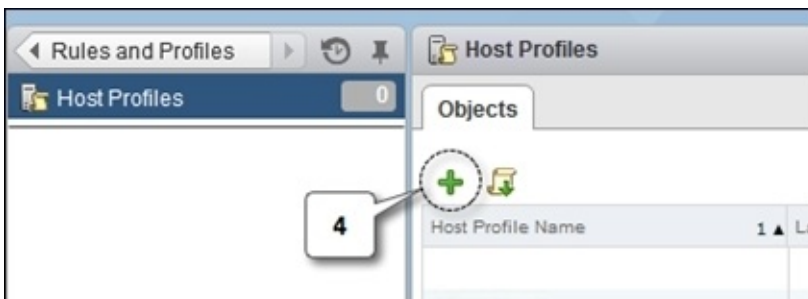 Rules and Profiles
Host Profiles
Host Profiles 0
Objects
4
Host Profile Name 1 ▲